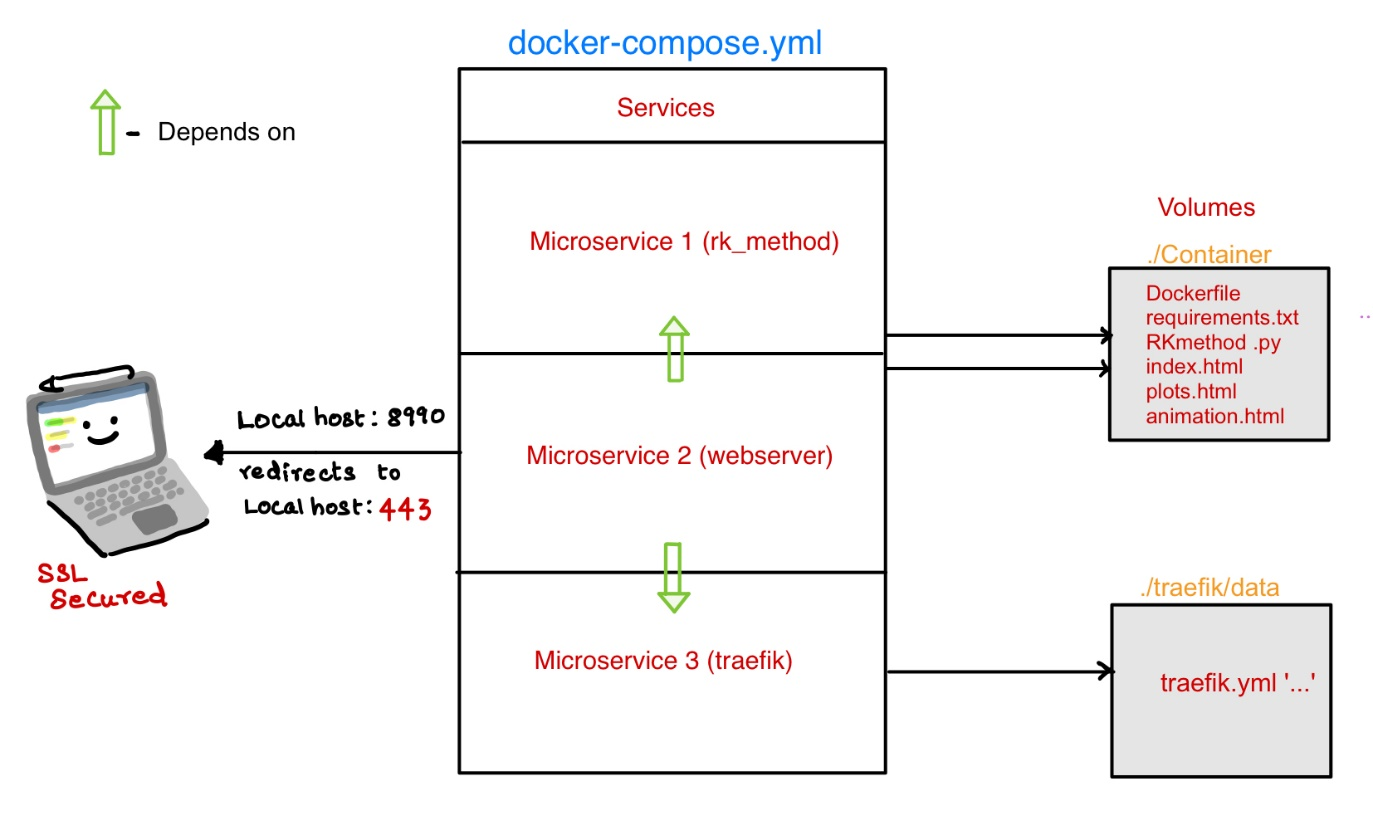 docker-compose.yml
Services
- Depends on
Microservice 1 (rk_method)
Volumes
./Container
Dockerfile
requirements.txt
RKmethod .py
index.html
plots.html
animation.html
Local host: 8990
redirects to
Local host: 443
Microservice 2 (webserver)
SSL
Secured
Microservice 3 (traefik)
./traefik/data
traefik.yml '...'